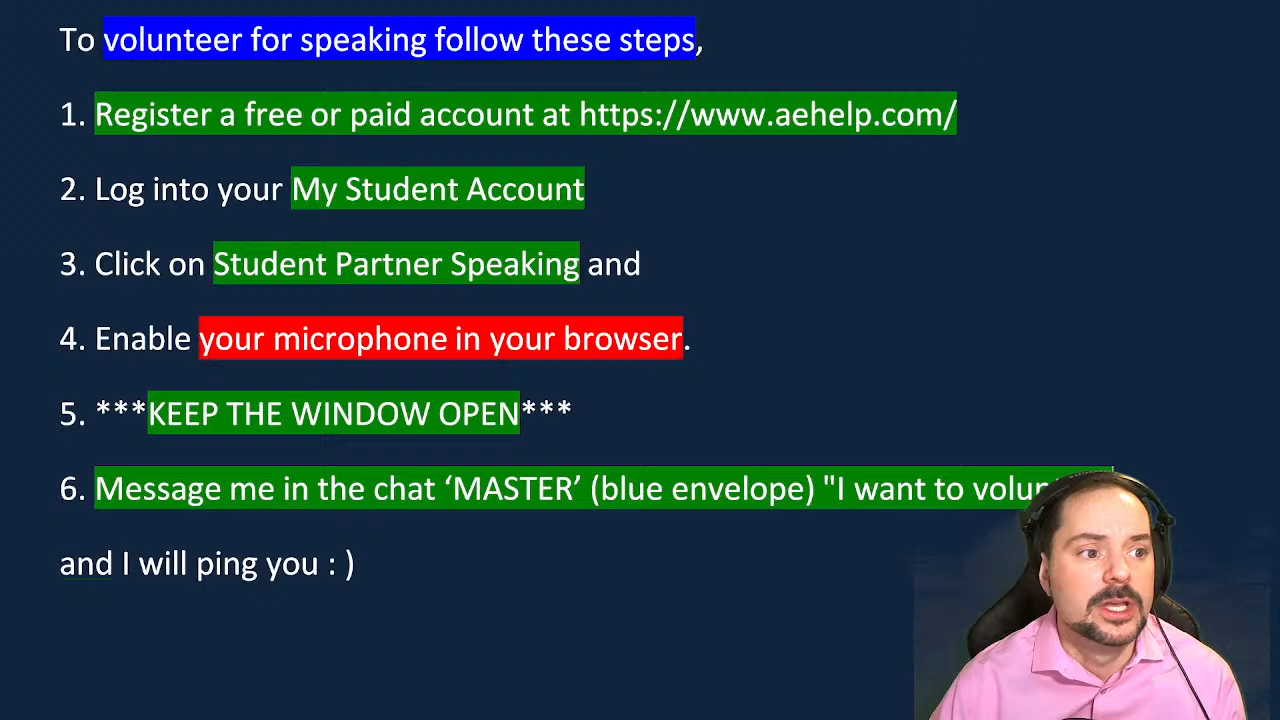 To volunteer for speaking follow these steps,
1. Register a free or paid account at https://www.aehelp.com/
2. Log into your My Student Account
3. Click on Student Partner Speaking and
4. Enable your microphone in your browser.
5. ***KEEP THE WINDOW OPEN***
6. Message me in the chat ‘MASTER’ (blue envelope) "I want to
and I will ping you : )